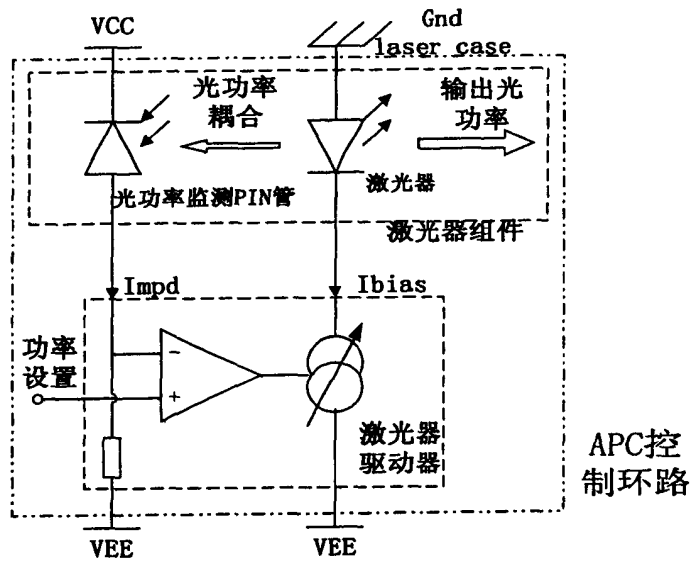 VCC
Gnd
laser case
光功率
耦合
输出光
功率
光功率监测PIN管
激光器
激光器组件
Impd
Ibias
功率
设置
−
+
激光器
驱动器
APC控
制环路
VEE
VEE